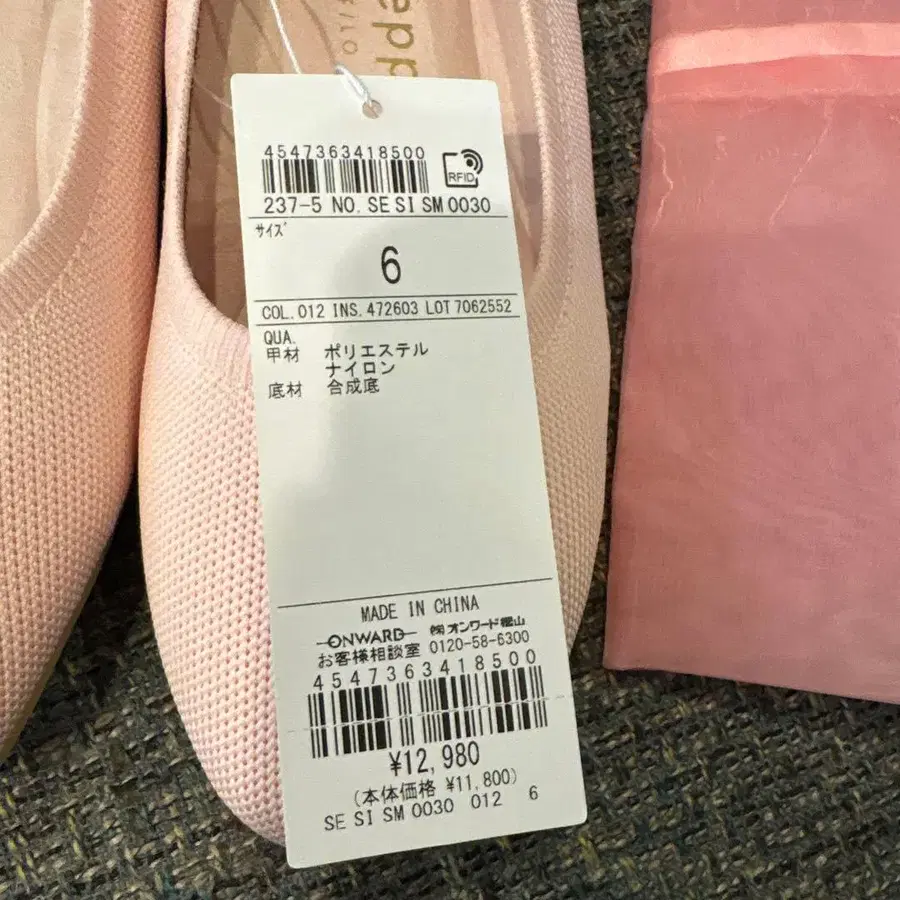 epp
FILO
4547363418500
RFID
237-5 NO. SE SI SM 0030
サイズ
6
COL. 012 INS. 472603 LOT 7062552
QUA.
甲材 ポリエステル
ナイロン
底材 合成底
MADE IN CHINA
ONWARD ㈱オンワード樫山
お客様相談室 0120-58-6300
4547363418500
¥12,980
(本体価格 ¥11,800)
SE SI SM 0030 012 6